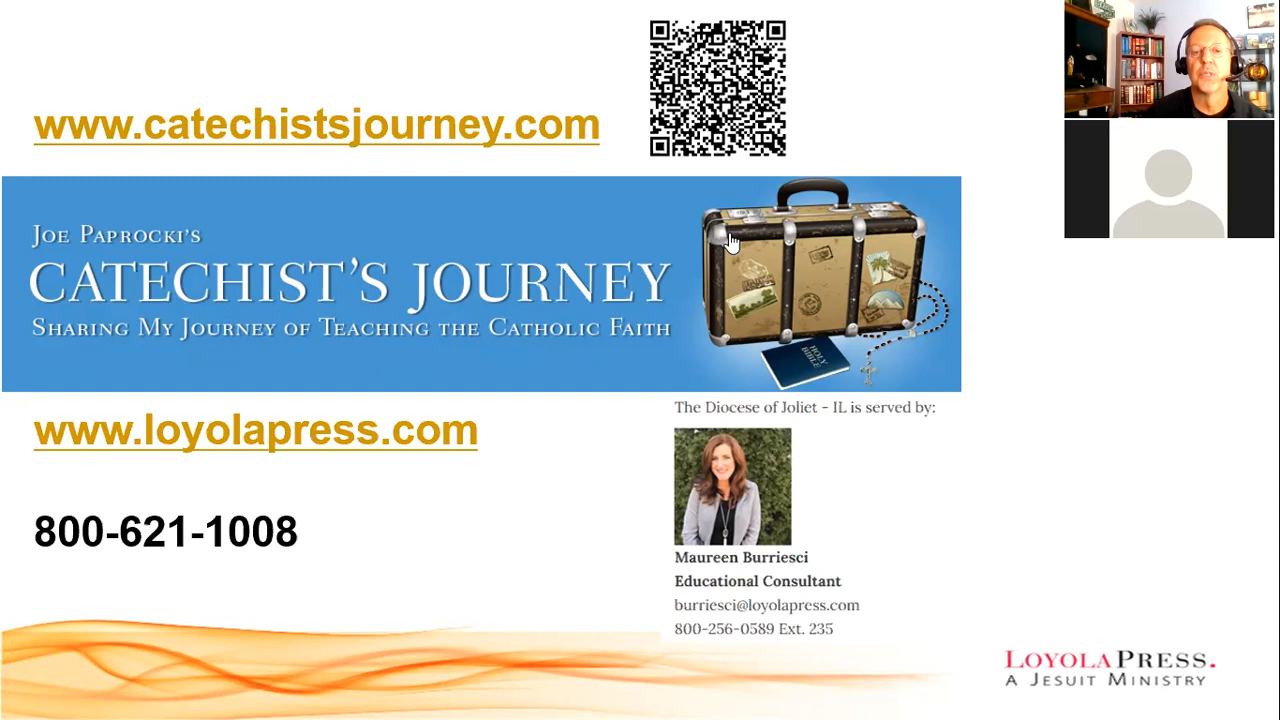 www.catechistsjourney.com
Joe Paprocki's
Catechist's Journey
Sharing My Journey of Teaching the Catholic Faith
HOLY
BIBLE
www.loyolapress.com
800-621-1008
The Diocese of Joliet - IL is served by:
Maureen Burriesci
Educational Consultant
burriesci@loyolapress.com
800-256-0589 Ext. 235
LOYOLAPRESS.
A JESUIT MINISTRY